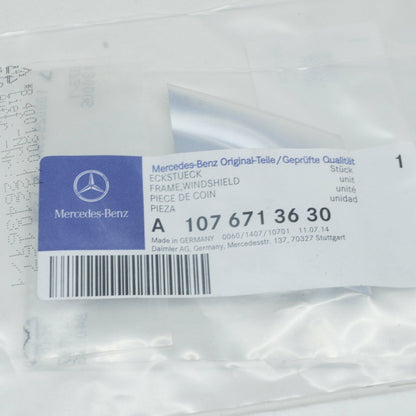 Mercedes-Benz
Mercedes-Benz Original-Teile/Geprüfte Qualität
ECKSTUECK
FRAME,WINDSHIELD
PIECE DE COIN
PIEZA
Stück
unit
unité
unidad
1
A 107 671 36 30
Made in GERMANY 0060/1407/10701 11.07.14
Daimler AG, Germany, Mercedesstr. 137, 70327 Stuttgart